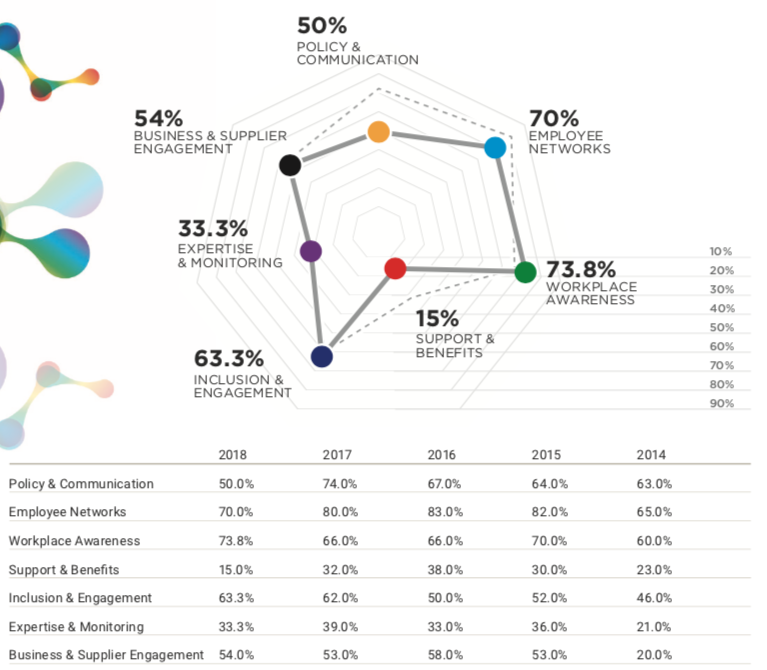 50%
POLICY &
COMMUNICATION
54%
BUSINESS & SUPPLIER
ENGAGEMENT
70%
EMPLOYEE
NETWORKS
33.3%
EXPERTISE
& MONITORING
73.8%
WORKPLACE
AWARENESS
15%
SUPPORT &
BENEFITS
63.3%
INCLUSION &
ENGAGEMENT
10%
20%
30%
40%
50%
60%
70%
80%
90%
2018 2017 2016 2015 2014
Policy & Communication 50.0% 74.0% 67.0% 64.0% 63.0%
Employee Networks 70.0% 80.0% 83.0% 82.0% 65.0%
Workplace Awareness 73.8% 66.0% 66.0% 70.0% 60.0%
Support & Benefits 15.0% 32.0% 38.0% 30.0% 23.0%
Inclusion & Engagement 63.3% 62.0% 50.0% 52.0% 46.0%
Expertise & Monitoring 33.3% 39.0% 33.0% 36.0% 21.0%
Business & Supplier Engagement 54.0% 53.0% 58.0% 53.0% 20.0%